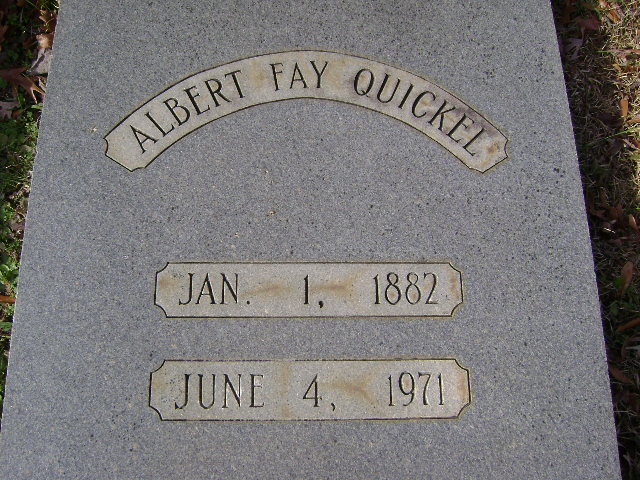 ALBERT FAY QUICKEL
JAN. 1, 1882
JUNE 4, 1971